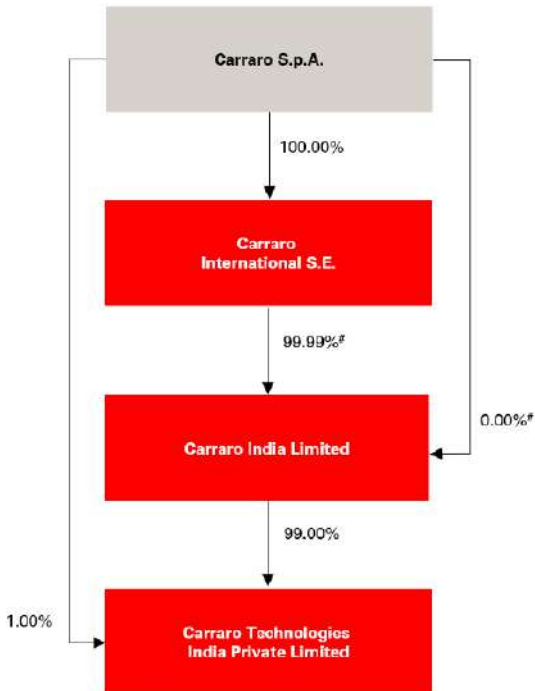 Carraro S.p.A.
100.00%
Carraro
International S.E.
99.99%#
0.00%#
Carraro India Limited
99.00%
1.00%
Carraro Technologies
India Private Limited